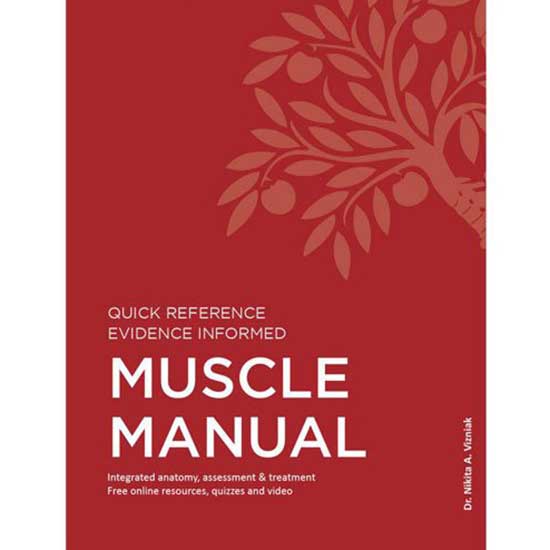 QUICK REFERENCE
EVIDENCE INFORMED
MUSCLE
MANUAL
Integrated anatomy, assessment & treatment
Free online resources, quizzes and video
Dr. Nikita A. Vizniak